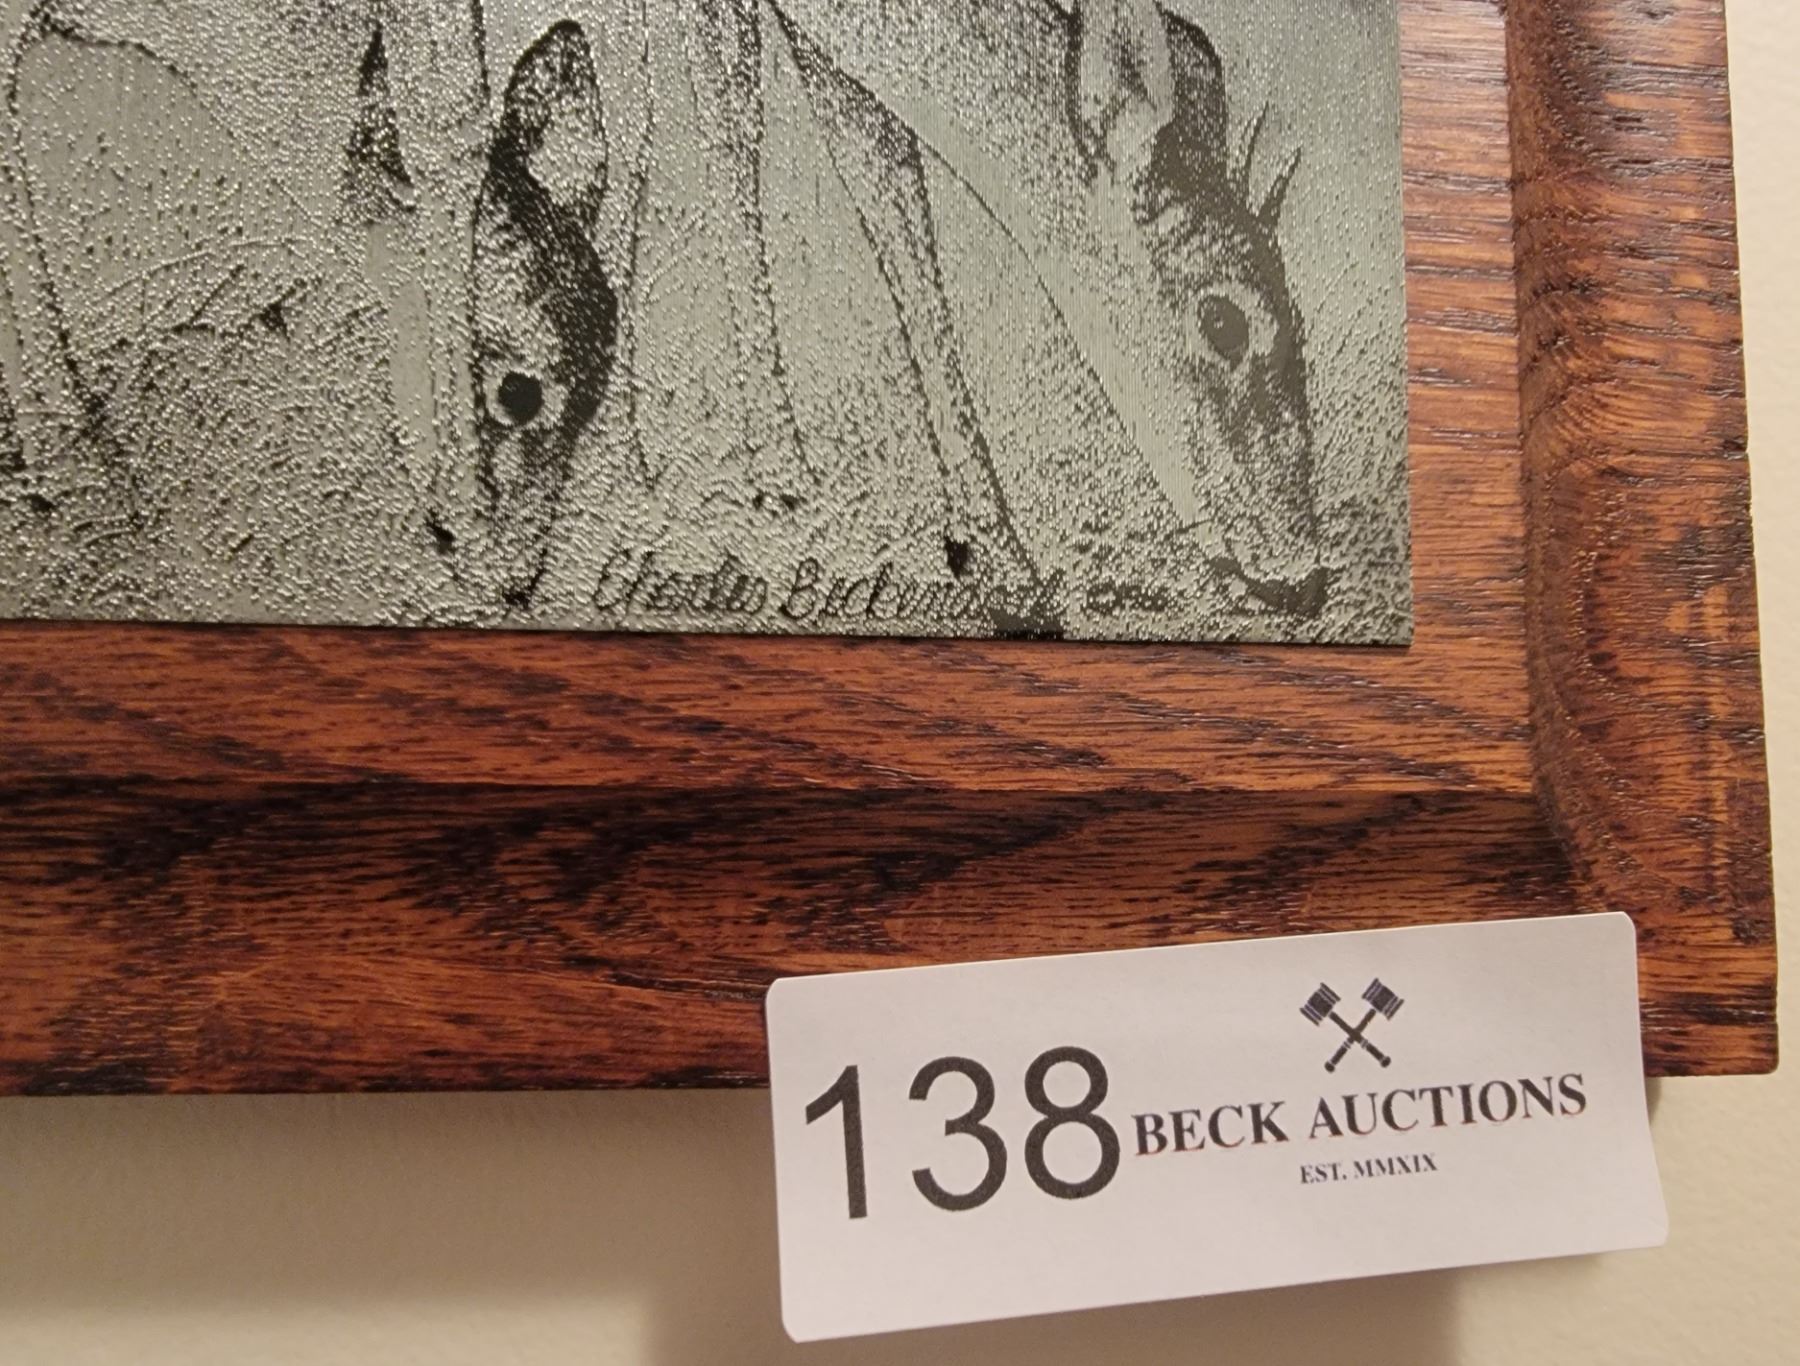 Charles Beckendorf
138
BECK AUCTIONS
EST. MMXIX